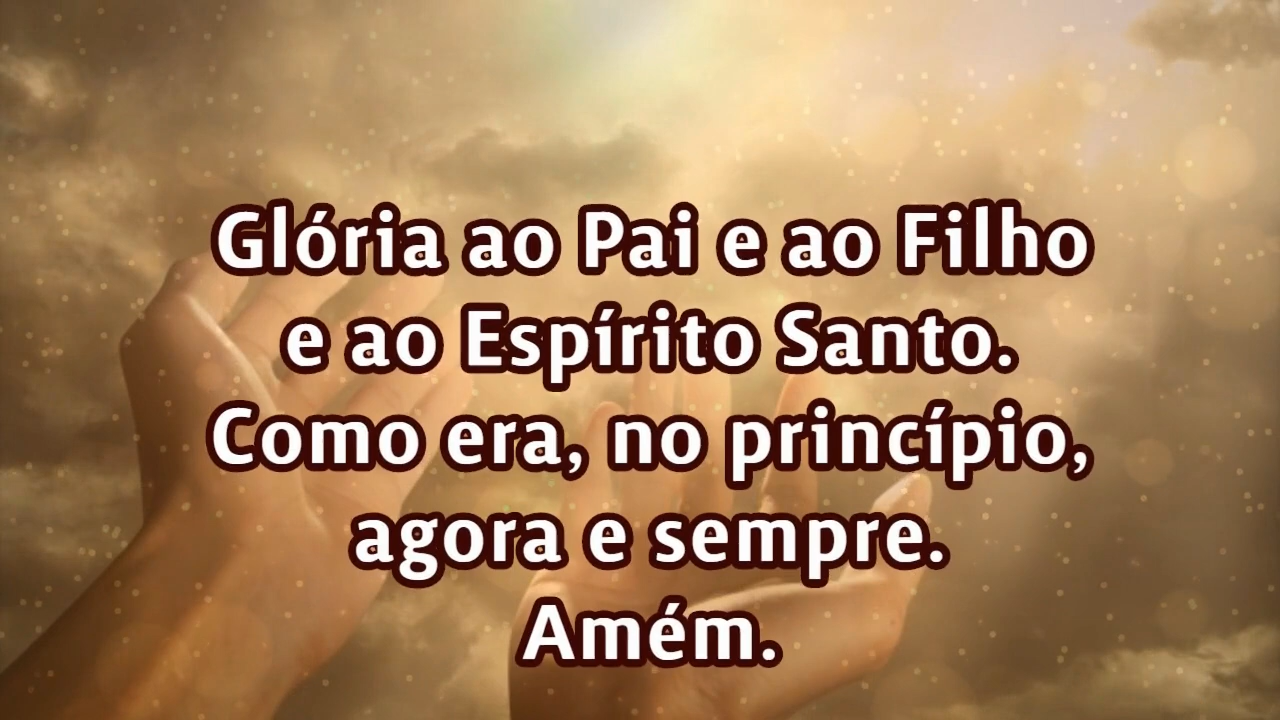 Glória ao Pai e ao Filho
e ao Espírito Santo.
Como era, no princípio,
agora e sempre.
Amém.